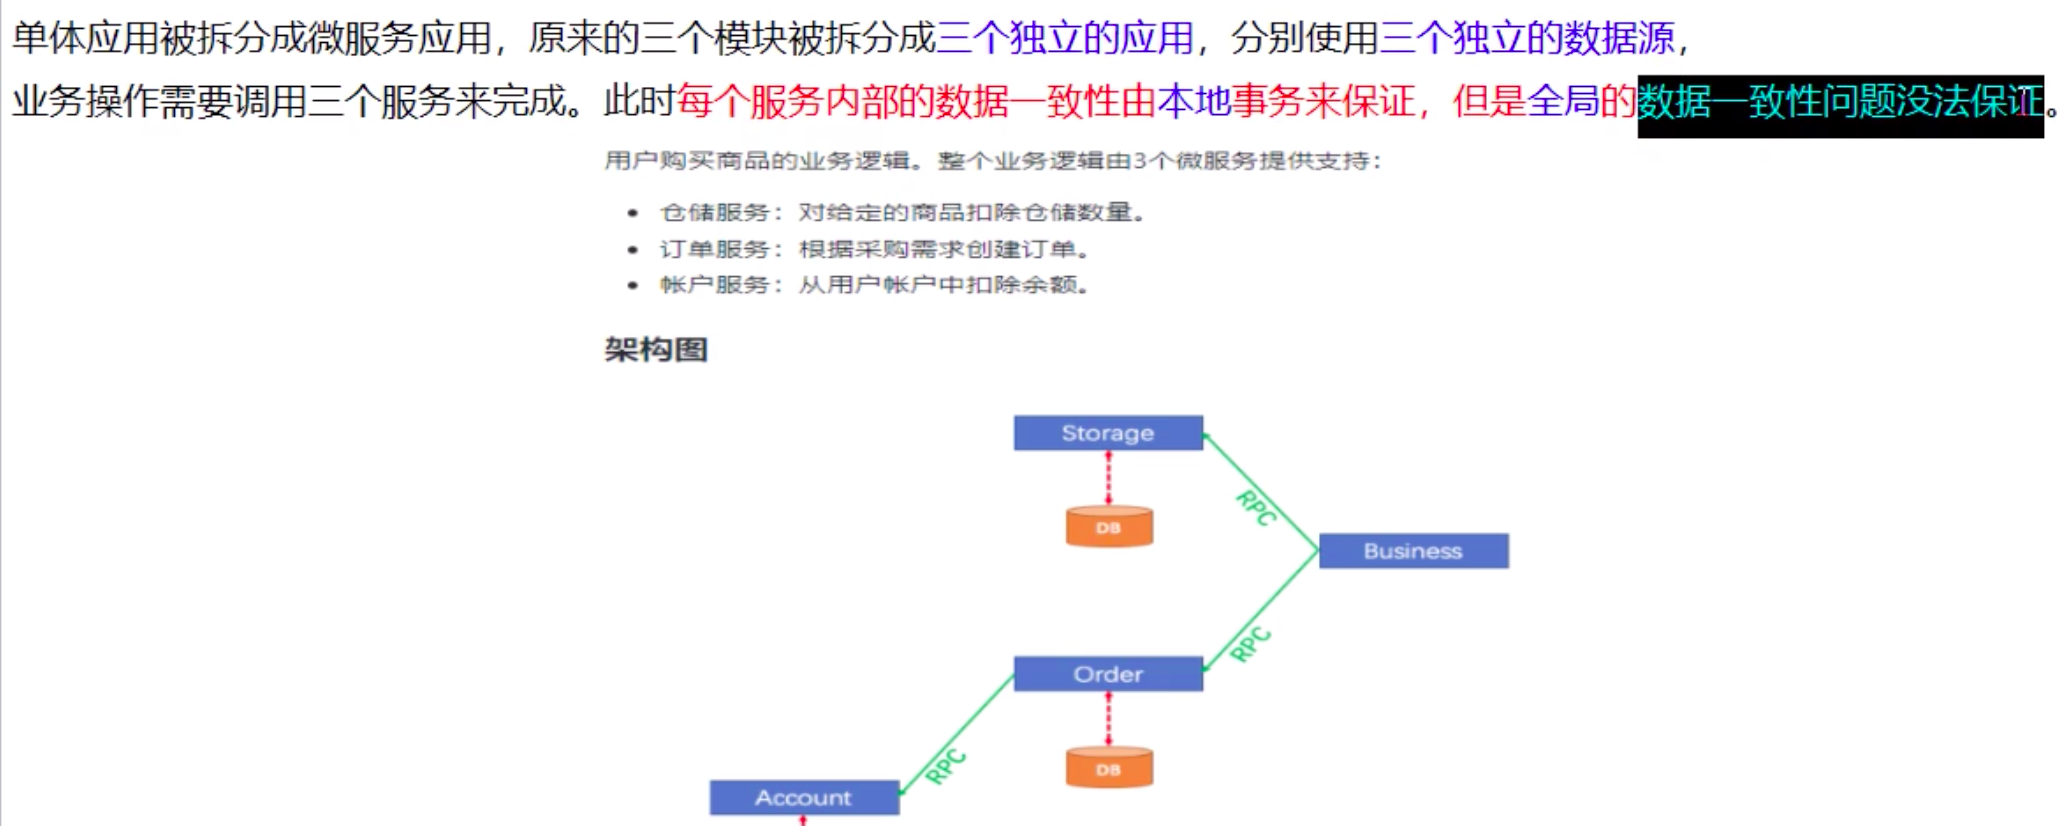 单体应用被拆分成微服务应用，原来的三个模块被拆分成三个独立的应用，分别使用三个独立的数据源，
业务操作需要调用三个服务来完成。此时每个服务内部的数据一致性由本地事务来保证，但是全局的数据一致性问题没法保证。
用户购买商品的业务逻辑。整个业务逻辑由3个微服务提供支持：
• 仓储服务：对给定的商品扣除仓储数量。
• 订单服务：根据采购需求创建订单。
• 帐户服务：从用户帐户中扣除余额。
架构图
Storage
RPC
DB
Business
RPC
Order
RPC
DB
Account